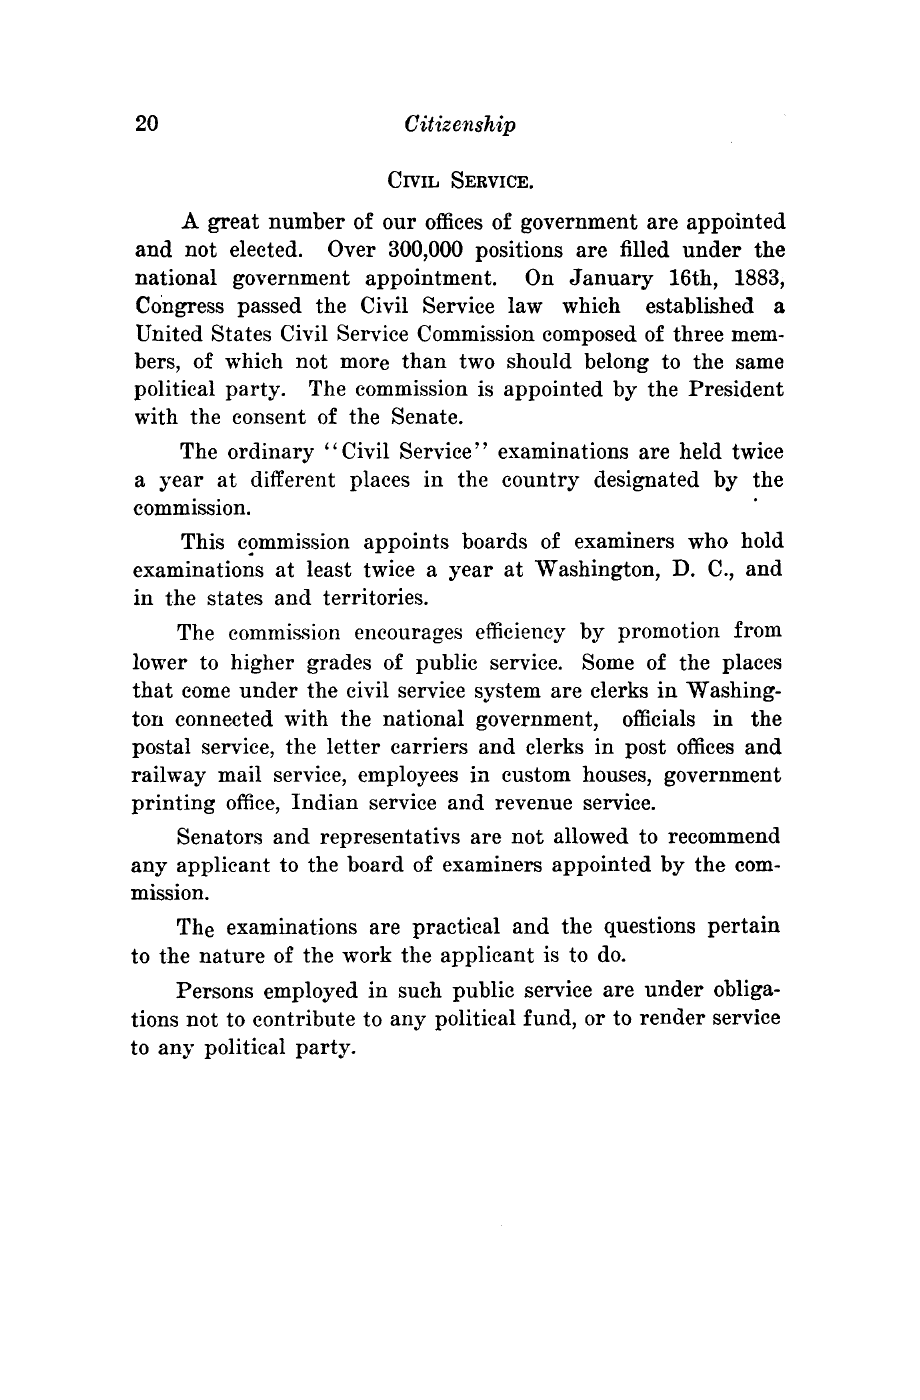 20 Citizenship
CIVIL SERVICE.
A great number of our offices of government are appointed
and not elected. Over 300,000 positions are filled under the
national government appointment. On January 16th, 1883,
Congress passed the Civil Service law which established a
United States Civil Service Commission composed of three mem-
bers, of which not more than two should belong to the same
political party. The commission is appointed by the President
with the consent of the Senate.
The ordinary "Civil Service" examinations are held twice
a year at different places in the country designated by the
commission.
This commission appoints boards of examiners who hold
examinations at least twice a year at Washington, D. C., and
in the states and territories.
The commission encourages efficiency by promotion from
lower to higher grades of public service. Some of the places
that come under the civil service system are clerks in Washing-
ton connected with the national government, officials in the
postal service, the letter carriers and clerks in post offices and
railway mail service, employees in custom houses, government
printing office, Indian service and revenue service.
Senators and representativs are not allowed to recommend
any applicant to the board of examiners appointed by the com-
mission.
The examinations are practical and the questions pertain
to the nature of the work the applicant is to do.
Persons employed in such public service are under obliga-
tions not to contribute to any political fund, or to render service
to any political party.